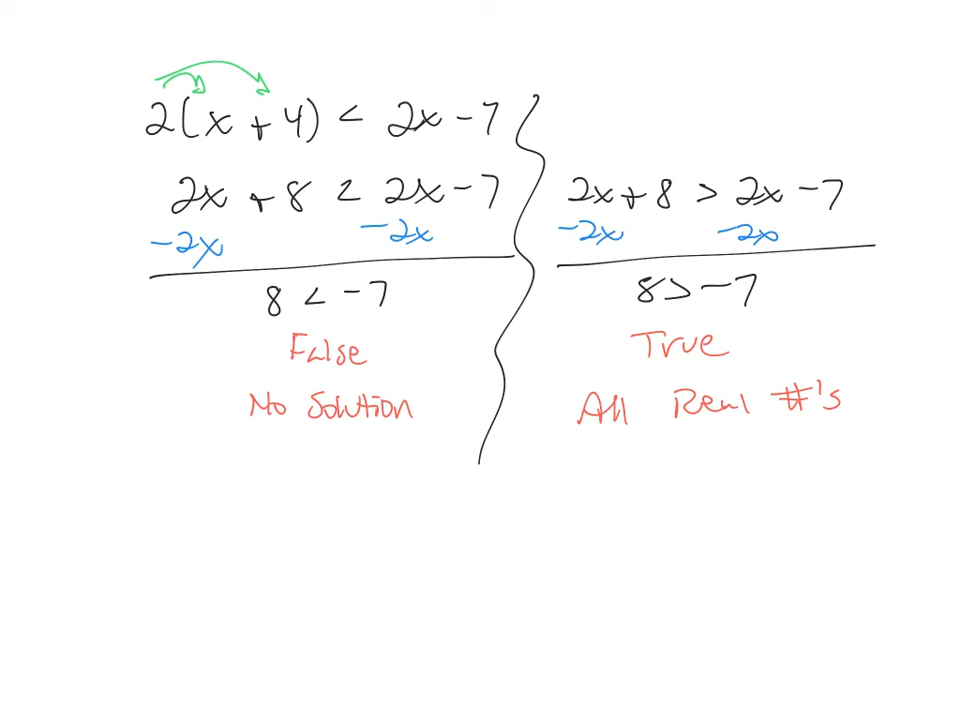 2(x + 4) < 2x - 7
2x + 8 < 2x - 7
-2x -2x
8 < -7
False
No Solution
2x + 8 > 2x - 7
-2x -2x
8 > -7
True
All Real #'s